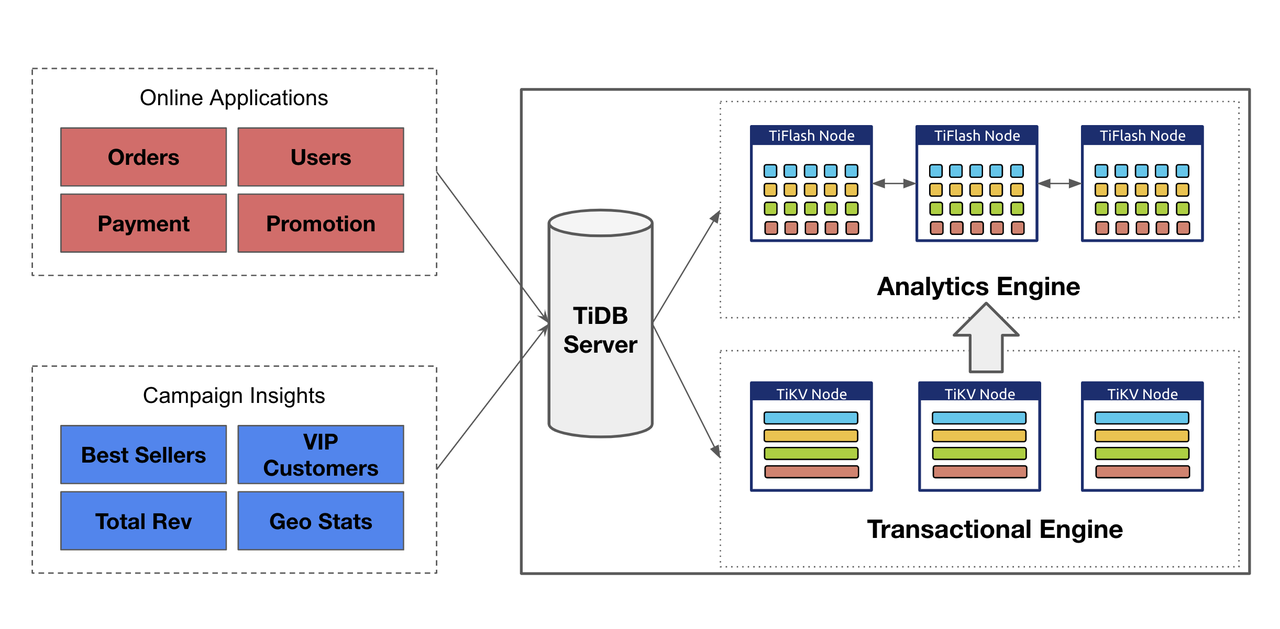 Online Applications
Orders
Users
Payment
Promotion
Campaign Insights
Best Sellers
VIP
Customers
Total Rev
Geo Stats
TiDB
Server
TiFlash Node
TiFlash Node
TiFlash Node
Analytics Engine
TiKV Node
TiKV Node
TiKV Node
Transactional Engine